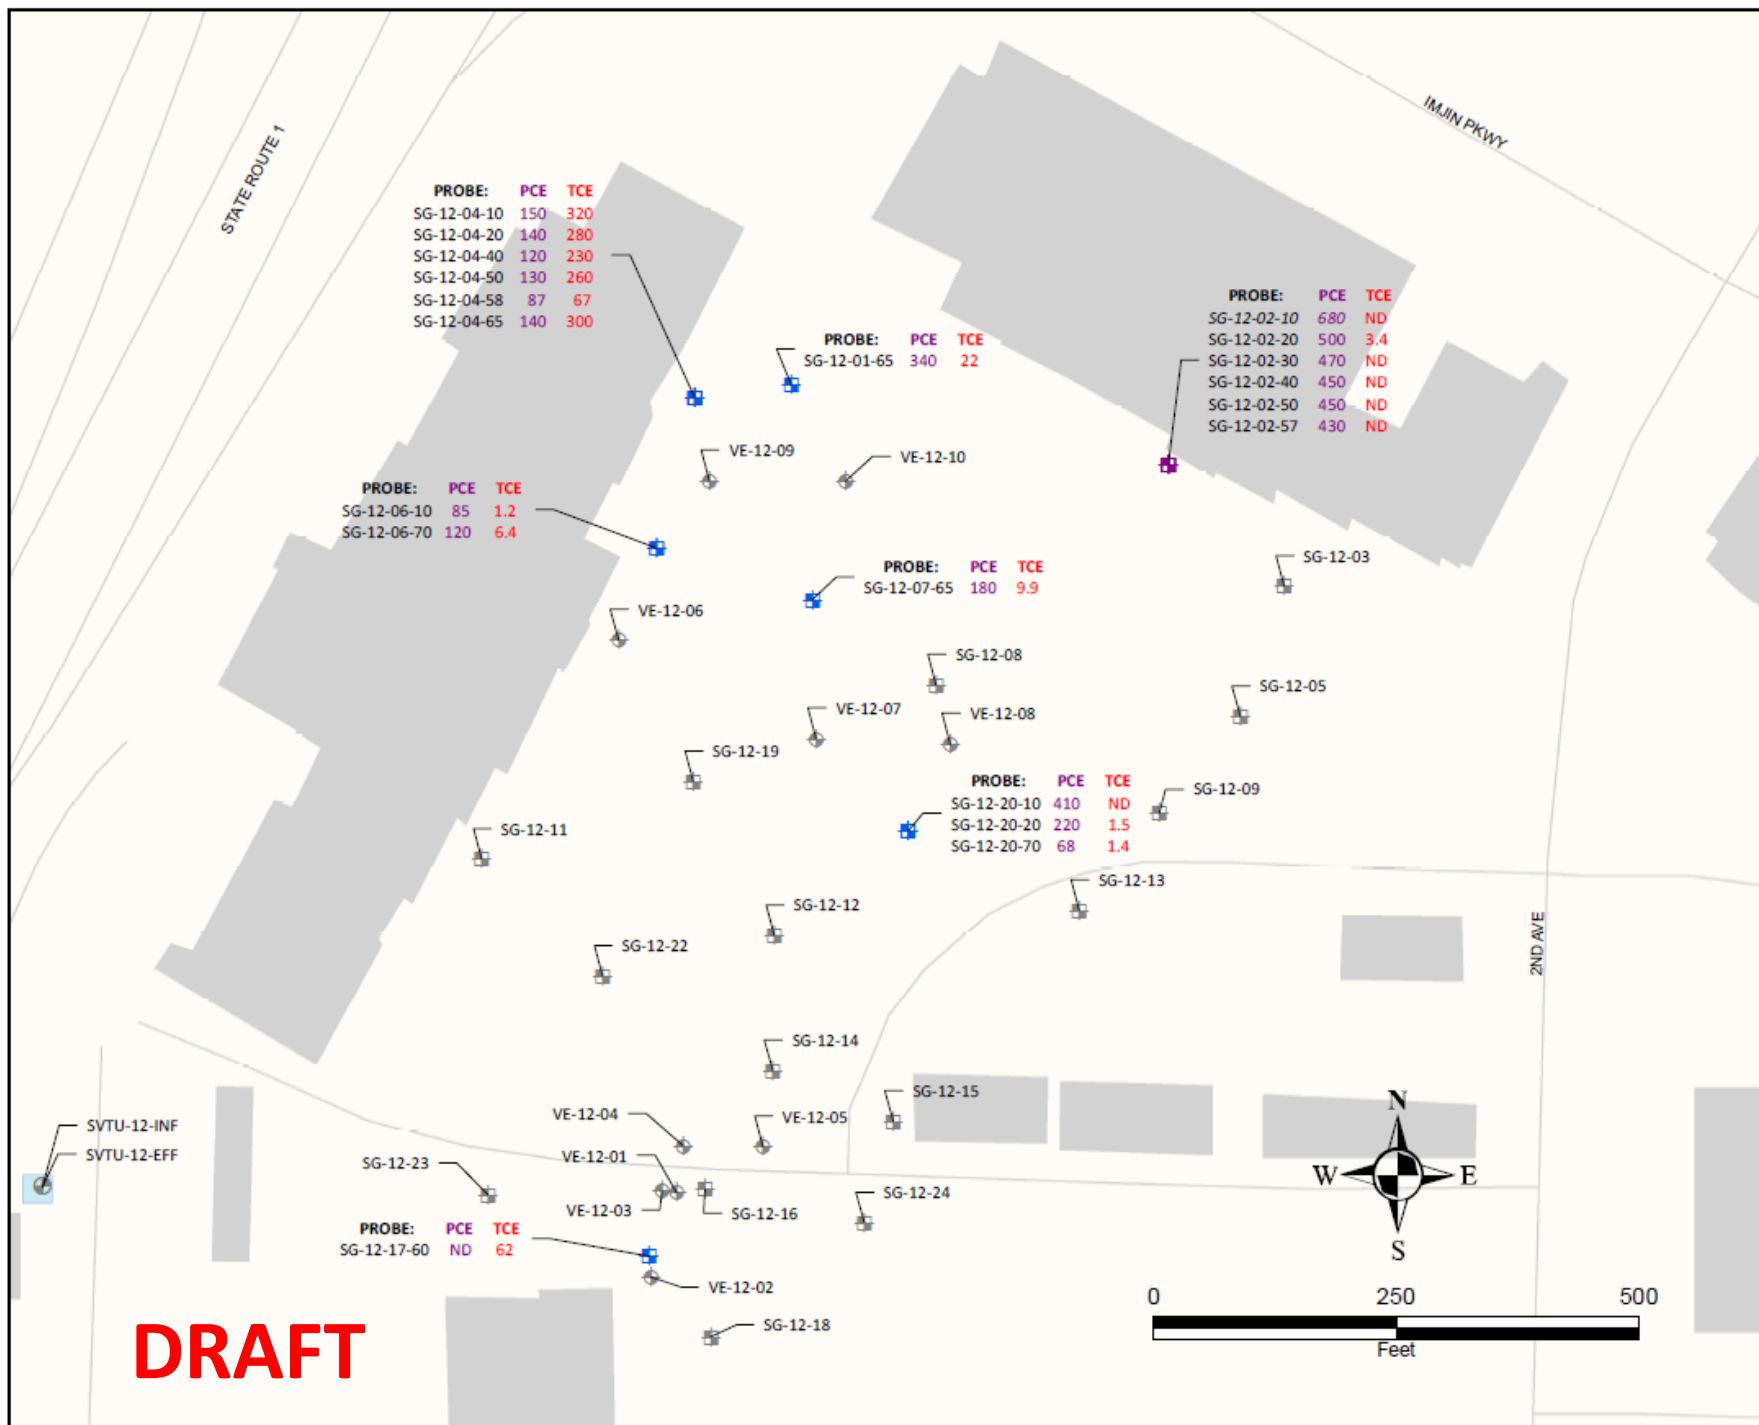 IMJIN PKWY
STATE ROUTE 1
PROBE: PCE TCE
SG-12-04-10 150 320
SG-12-04-20 140 280
SG-12-04-40 120 230
SG-12-04-50 130 260
SG-12-04-58 87 67
SG-12-04-65 140 300
PROBE: PCE TCE
SG-12-02-10 680 ND
SG-12-02-20 500 3.4
SG-12-02-30 470 ND
SG-12-02-40 450 ND
SG-12-02-50 450 ND
SG-12-02-57 430 ND
PROBE: PCE TCE
SG-12-01-65 340 22
VE-12-09
VE-12-10
PROBE: PCE TCE
SG-12-06-10 85 1.2
SG-12-06-70 120 6.4
SG-12-03
PROBE: PCE TCE
SG-12-07-65 180 9.9
VE-12-06
SG-12-08
SG-12-05
VE-12-07
VE-12-08
SG-12-19
PROBE: PCE TCE
SG-12-20-10 410 ND
SG-12-20-20 220 1.5
SG-12-20-70 68 1.4
SG-12-09
SG-12-11
SG-12-13
SG-12-12
SG-12-22
2ND AVE
SG-12-14
SG-12-15
VE-12-04
VE-12-05
SVTU-12-INF
SVTU-12-EFF
VE-12-01
SG-12-23
SG-12-24
VE-12-03
SG-12-16
PROBE: PCE TCE
SG-12-17-60 ND 62
VE-12-02
SG-12-18
N
W E
S
0 250 500
Feet
DRAFT